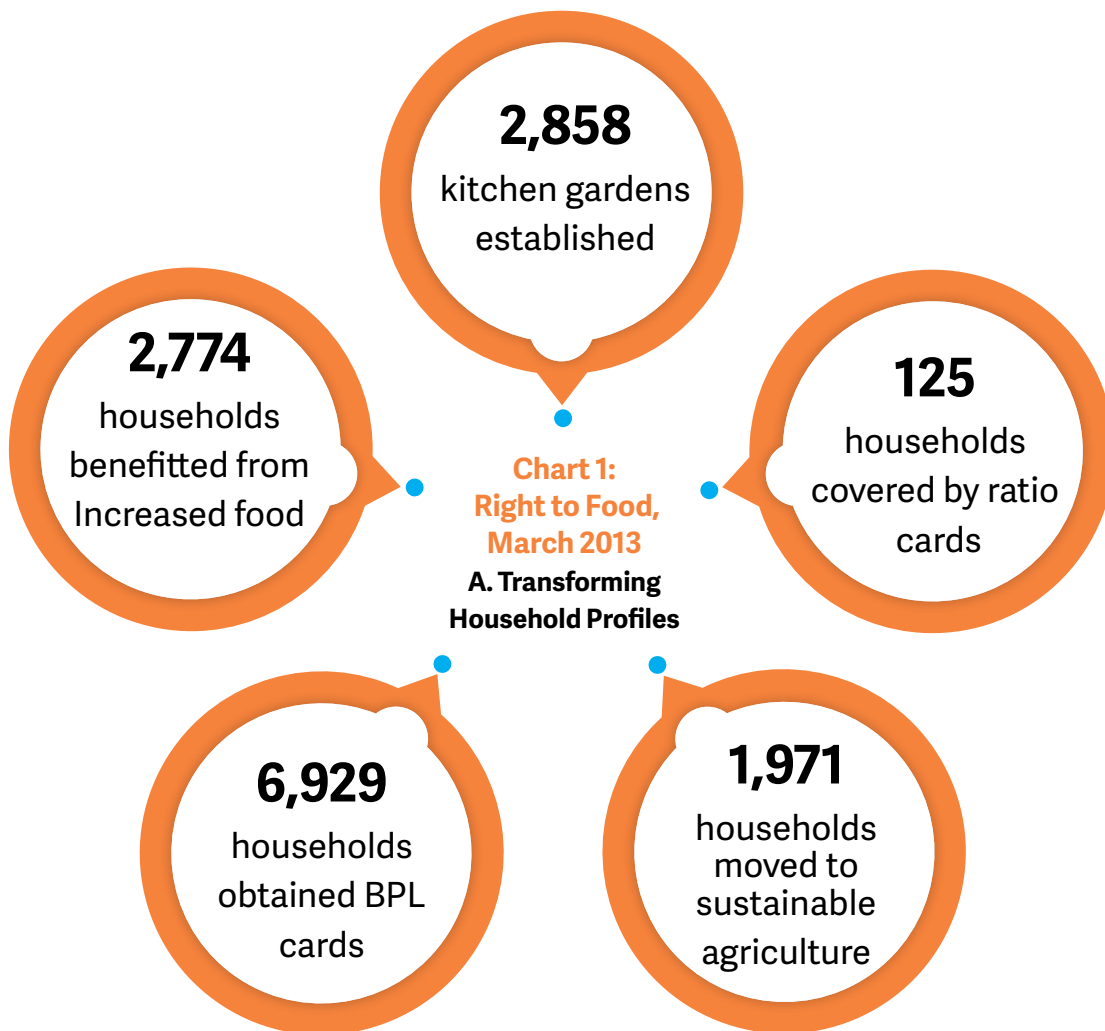 2,858
kitchen gardens
established
2,774
households
benefitted from
Increased food
125
households
covered by ratio
cards
Chart 1:
Right to Food,
March 2013
A. Transforming
Household Profiles
6,929
households
obtained BPL
cards
1,971
households
moved to
sustainable
agriculture